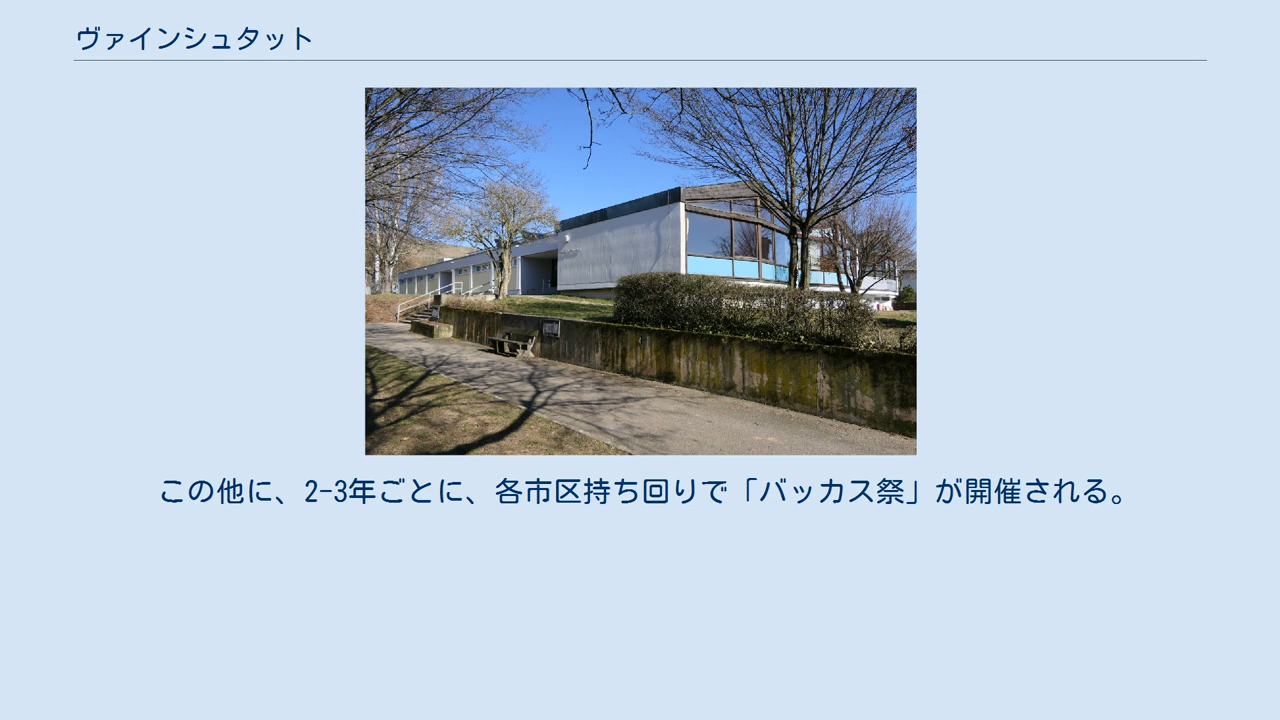 ヴァインシュタット
この他に、2-3年ごとに、各市区持ち回りで「バッカス祭」が開催される。